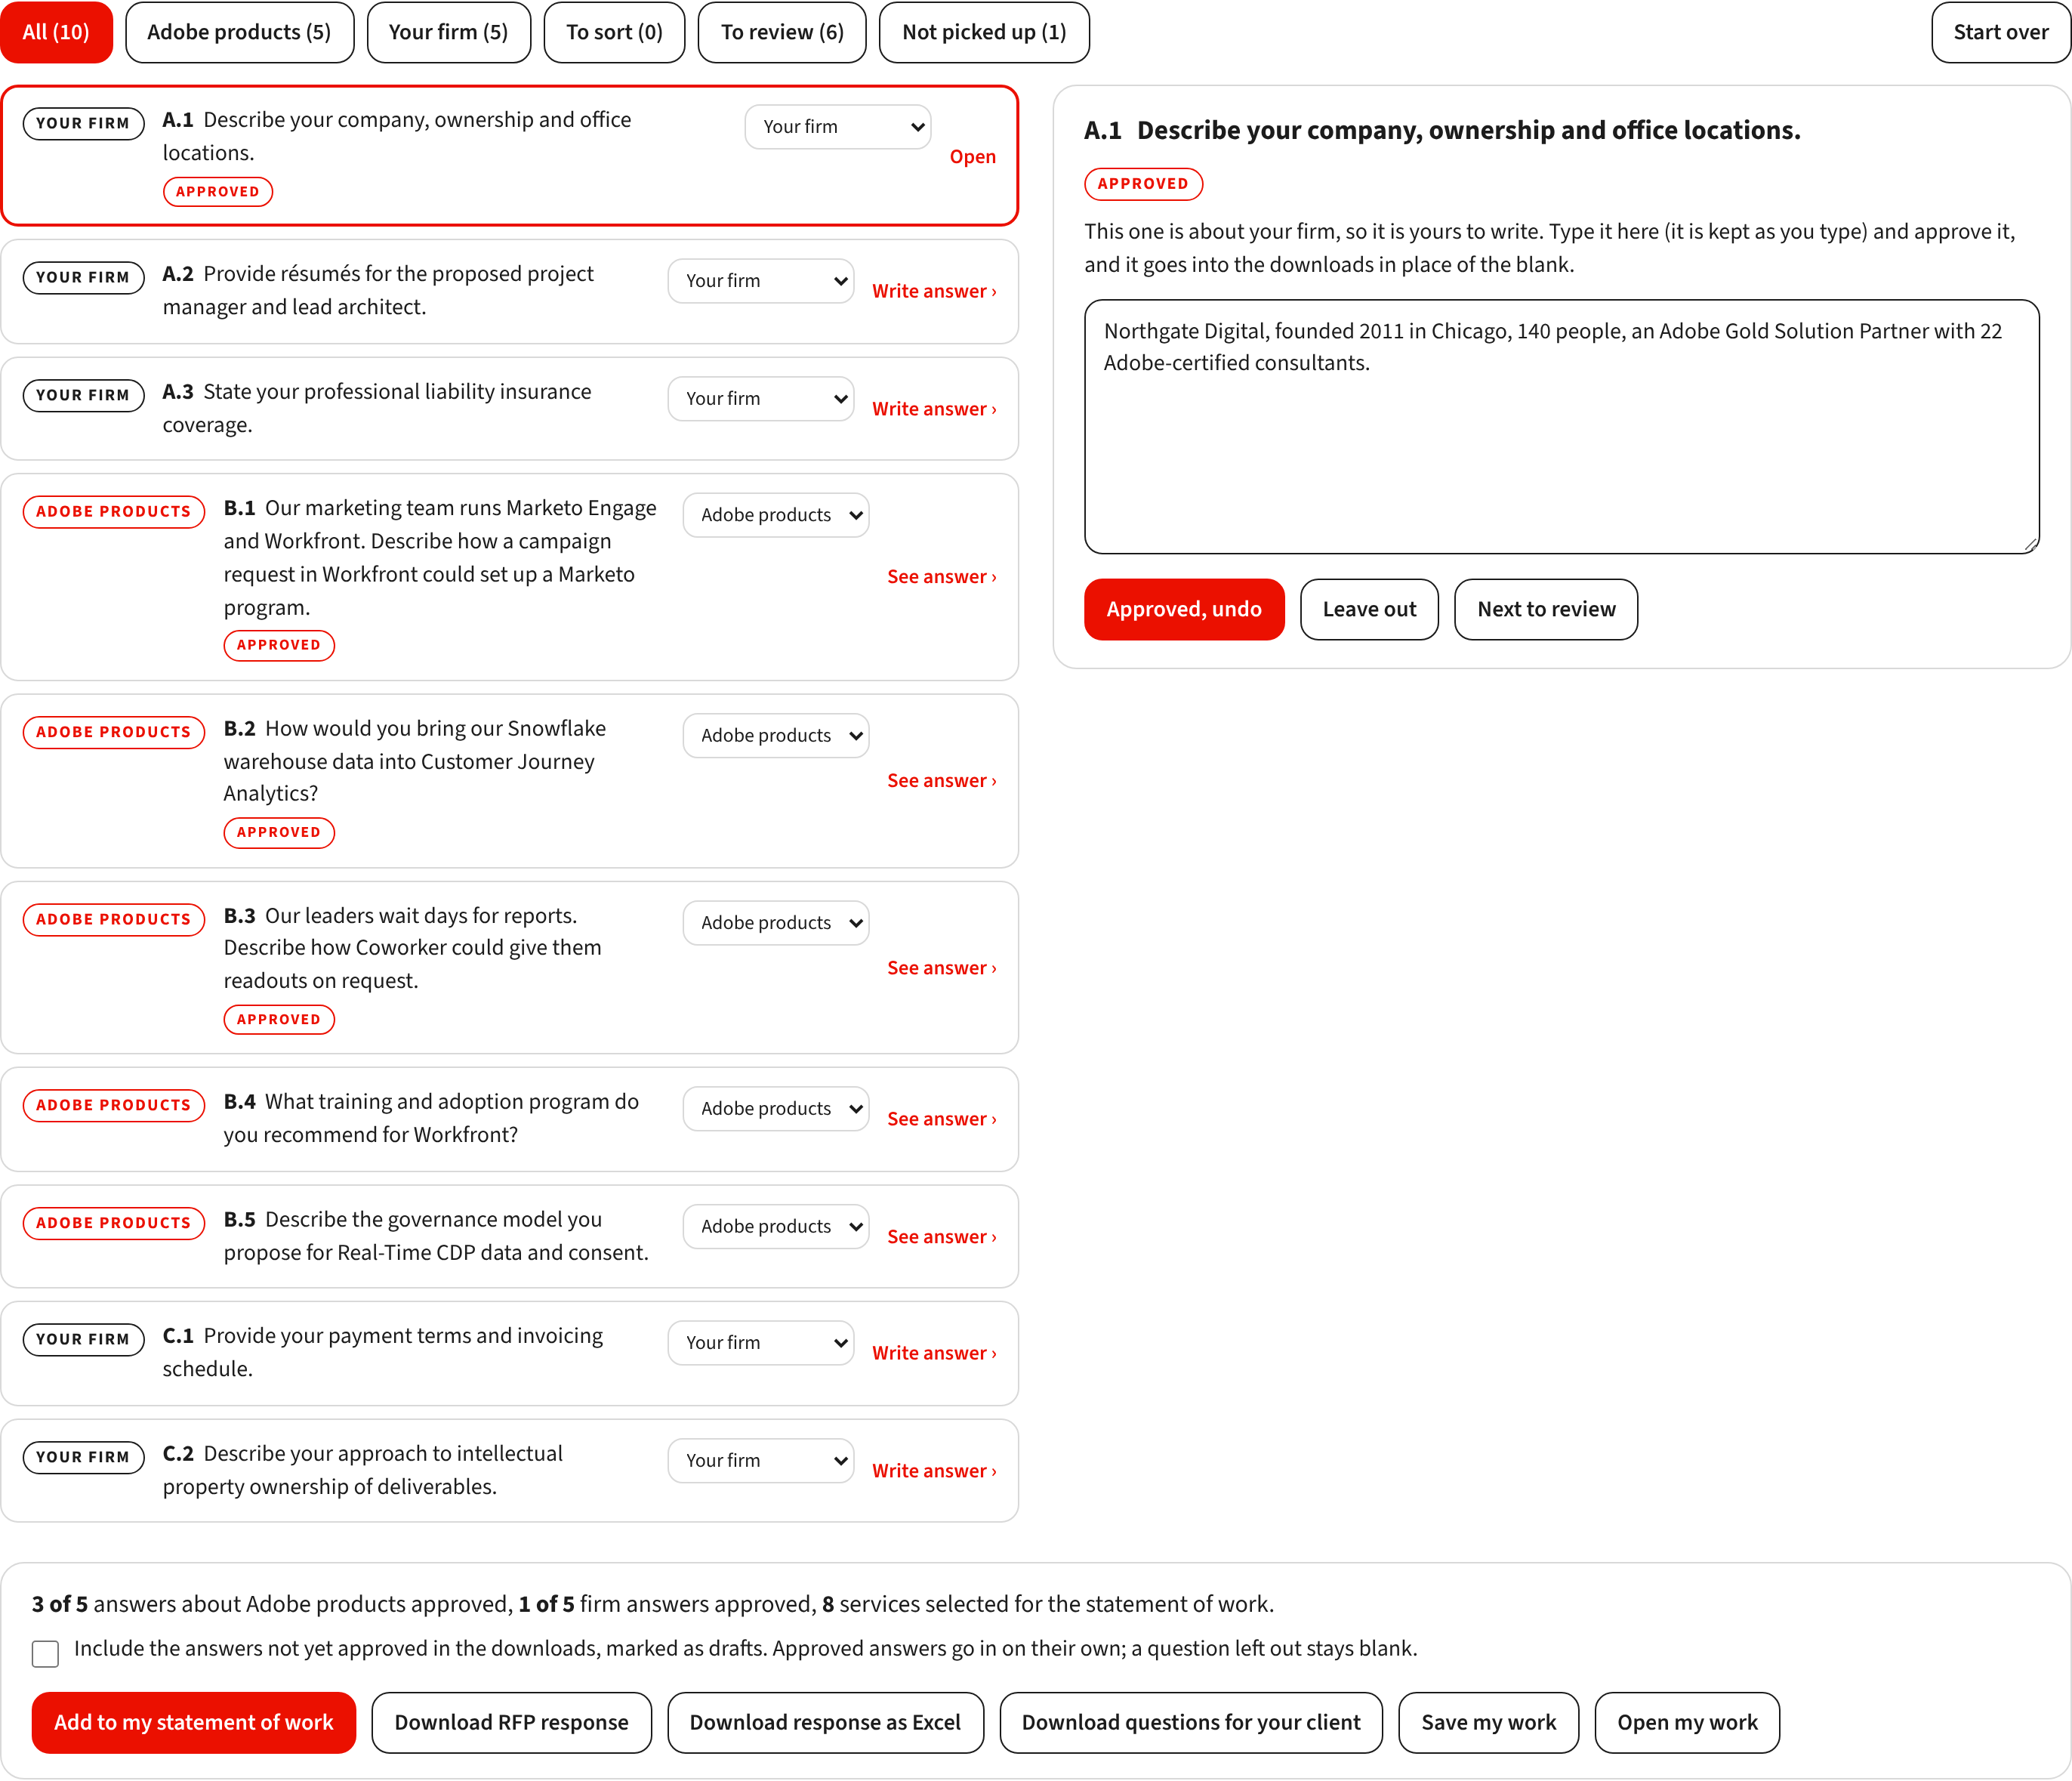 All (10)
Adobe products (5)
Your firm (5)
To sort (0)
To review (6)
Not picked up (1)
Start over
YOUR FIRM
A.1 Describe your company, ownership and office
locations.
APPROVED
Your firm
Open
YOUR FIRM
A.2 Provide résumés for the proposed project
manager and lead architect.
Your firm
Write answer ›
YOUR FIRM
A.3 State your professional liability insurance
coverage.
Your firm
Write answer ›
ADOBE PRODUCTS
B.1 Our marketing team runs Marketo Engage
and Workfront. Describe how a campaign
request in Workfront could set up a Marketo
program.
APPROVED
Adobe products
See answer ›
ADOBE PRODUCTS
B.2 How would you bring our Snowflake
warehouse data into Customer Journey
Analytics?
APPROVED
Adobe products
See answer ›
ADOBE PRODUCTS
B.3 Our leaders wait days for reports.
Describe how Coworker could give them
readouts on request.
APPROVED
Adobe products
See answer ›
ADOBE PRODUCTS
B.4 What training and adoption program do
you recommend for Workfront?
Adobe products
See answer ›
ADOBE PRODUCTS
B.5 Describe the governance model you
propose for Real-Time CDP data and consent.
Adobe products
See answer ›
YOUR FIRM
C.1 Provide your payment terms and invoicing
schedule.
Your firm
Write answer ›
YOUR FIRM
C.2 Describe your approach to intellectual
property ownership of deliverables.
Your firm
Write answer ›
A.1 Describe your company, ownership and office locations.
APPROVED
This one is about your firm, so it is yours to write. Type it here (it is kept as you type) and approve it,
and it goes into the downloads in place of the blank.
Northgate Digital, founded 2011 in Chicago, 140 people, an Adobe Gold Solution Partner with 22
Adobe-certified consultants.
Approved, undo
Leave out
Next to review
3 of 5 answers about Adobe products approved, 1 of 5 firm answers approved, 8 services selected for the statement of work.
Include the answers not yet approved in the downloads, marked as drafts. Approved answers go in on their own; a question left out stays blank.
Add to my statement of work
Download RFP response
Download response as Excel
Download questions for your client
Save my work
Open my work